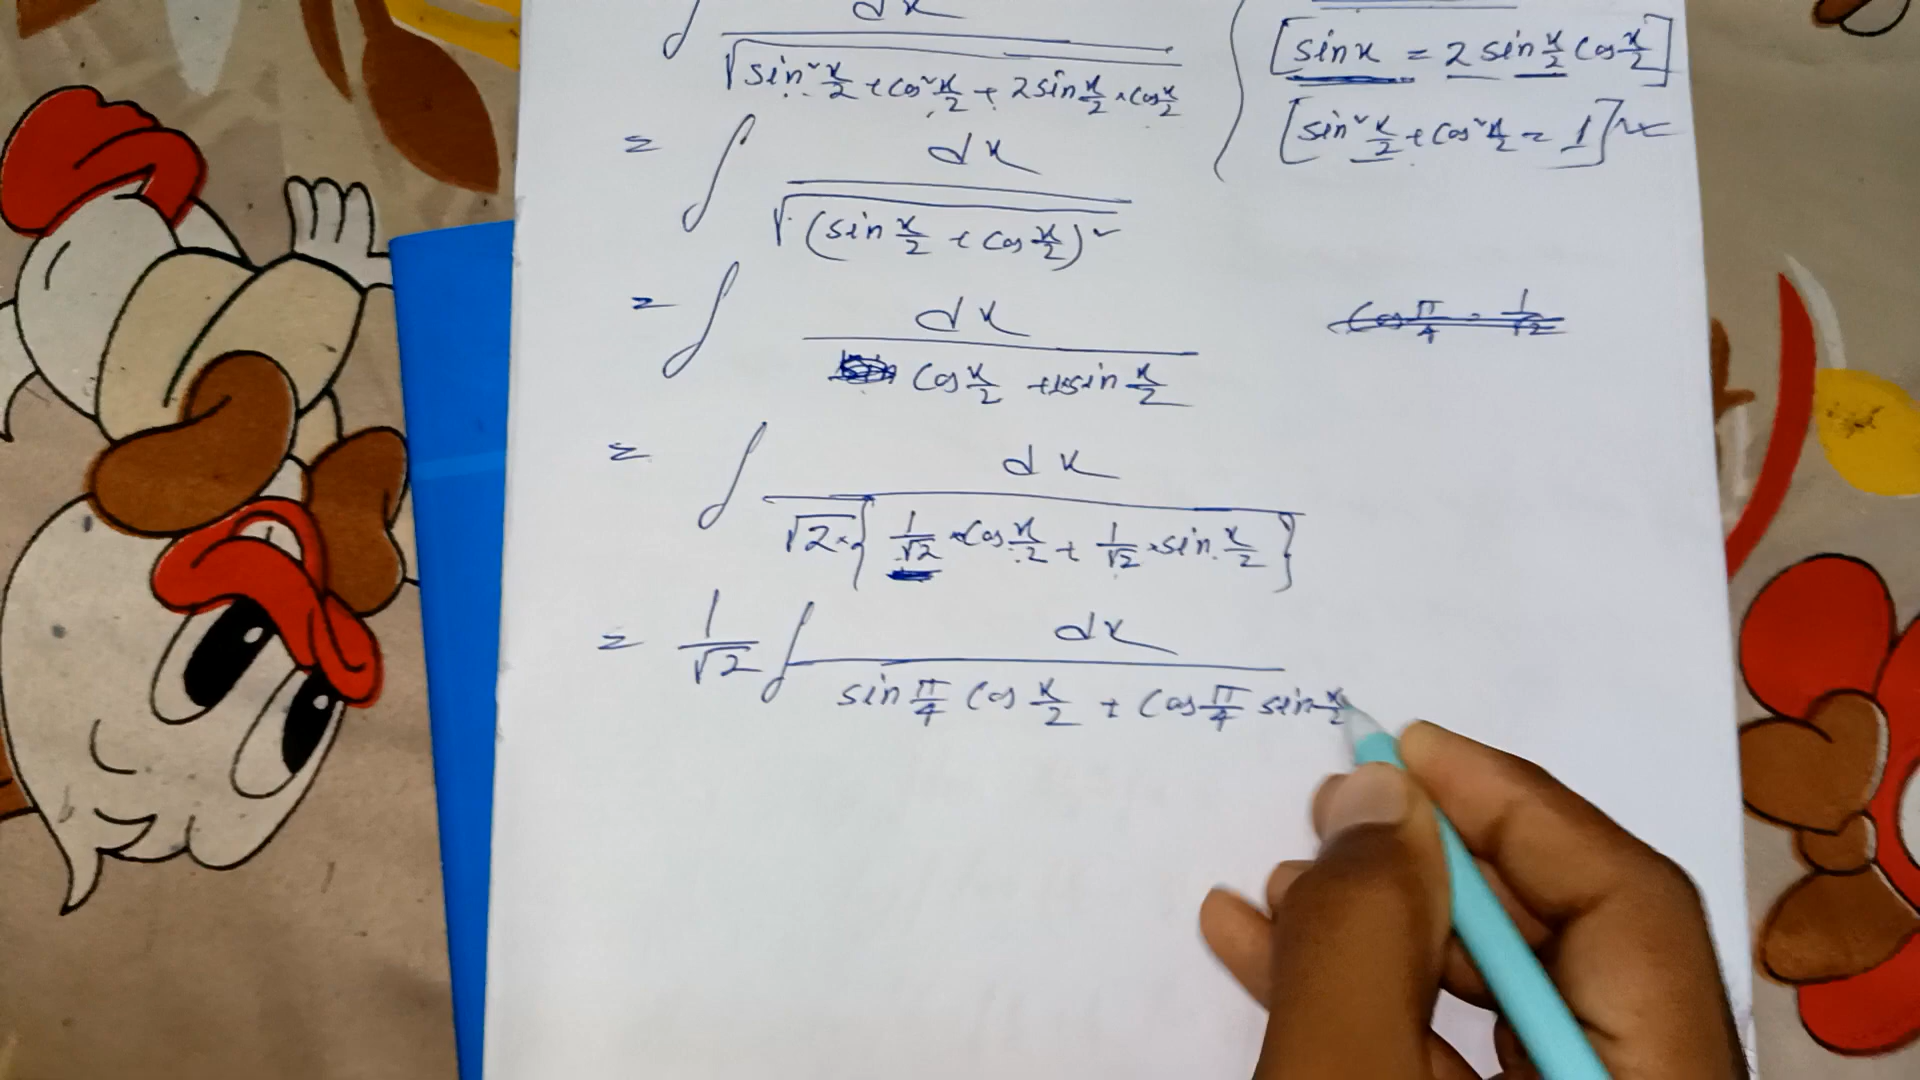 ∫ dx / √(sin² x/2 + cos² x/2 + 2 sin x/2 × cos x/2)
[sin x = 2 sin x/2 cos x/2]
[sin² x/2 + cos² x/2 = 1]
= ∫ dx / √((sin x/2 + cos x/2)²)
= ∫ dx / (cos x/2 + sin x/2)
cos π/4 = 1/√2
= ∫ dx / (√2 × {1/√2 × cos x/2 + 1/√2 × sin x/2})
= 1/√2 ∫ dx / (sin π/4 cos x/2 + cos π/4 sin x/2)